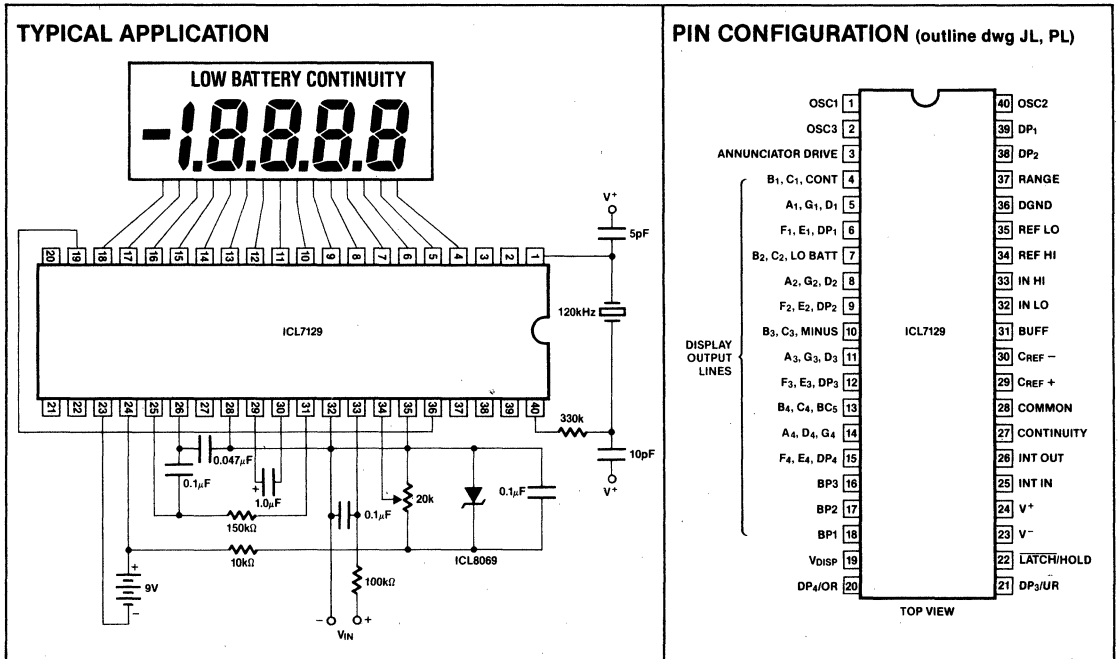 TYPICAL APPLICATION
LOW BATTERY CONTINUITY
-1.8.8.8.8
V+
5pF
20 19 18 17 16 15 14 13 12 11 10 9 8 7 6 5 4 3 2 1
120kHz
ICL7129
21 22 23 24 25 26 27 28 29 30 31 32 33 34 35 36 37 38 39 40
330k
10pF
V+
0.047µF
0.1µF
+
1.0µF
20k
0.1µF
0.1µF
150kΩ
10kΩ
ICL8069
+
9V
-
100kΩ
- +
VIN
PIN CONFIGURATION (outline dwg JL, PL)
OSC1 1
OSC3 2
ANNUNCIATOR DRIVE 3
B1, C1, CONT 4
A1, G1, D1 5
F1, E1, DP1 6
B2, C2, LO BATT 7
A2, G2, D2 8
F2, E2, DP2 9
B3, C3, MINUS 10
A3, G3, D3 11
F3, E3, DP3 12
B4, C4, BC5 13
A4, D4, G4 14
F4, E4, DP4 15
BP3 16
BP2 17
BP1 18
VDISP 19
DP4/OR 20
DISPLAY
OUTPUT
LINES
ICL7129
40 OSC2
39 DP1
38 DP2
37 RANGE
36 DGND
35 REF LO
34 REF HI
33 IN HI
32 IN LO
31 BUFF
30 CREF -
29 CREF +
28 COMMON
27 CONTINUITY
26 INT OUT
25 INT IN
24 V+
23 V-
22 L̅A̅T̅C̅H̅/HOLD
21 DP3/UR
TOP VIEW